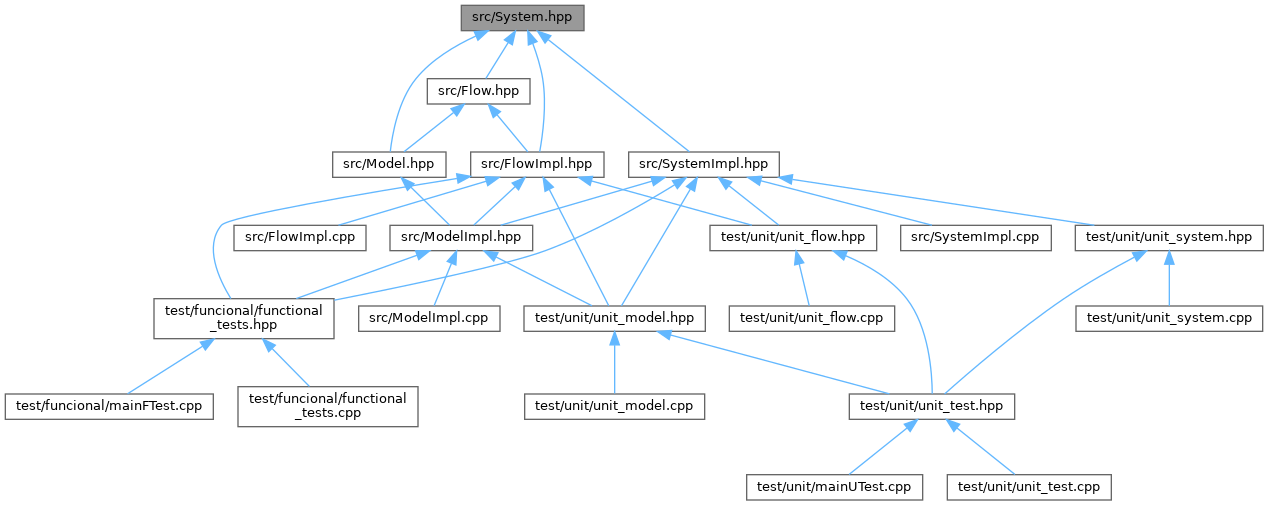 src/System.hpp
src/Flow.hpp
src/Model.hpp
src/FlowImpl.hpp
src/SystemImpl.hpp
src/FlowImpl.cpp
src/ModelImpl.hpp
test/unit/unit_flow.hpp
src/SystemImpl.cpp
test/unit/unit_system.hpp
test/funcional/functional
_tests.hpp
src/ModelImpl.cpp
test/unit/unit_model.hpp
test/unit/unit_flow.cpp
test/unit/unit_system.cpp
test/funcional/mainFTest.cpp
test/funcional/functional
_tests.cpp
test/unit/unit_model.cpp
test/unit/unit_test.hpp
test/unit/mainUTest.cpp
test/unit/unit_test.cpp